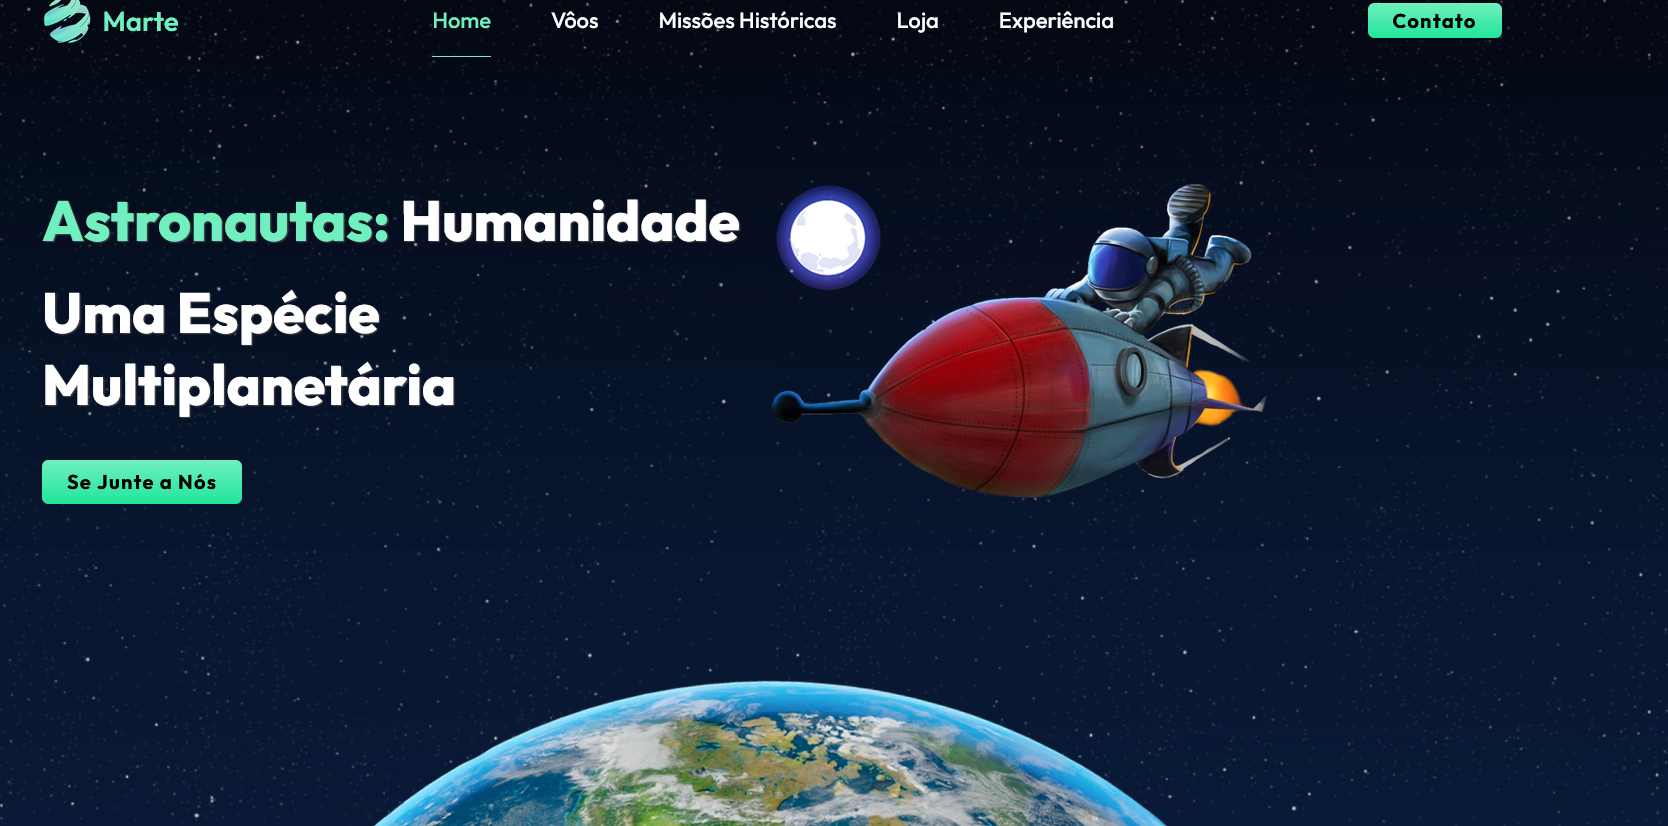 Marte
Home Vôos Missões Históricas Loja Experiência
Contato
Astronautas: Humanidade
Uma Espécie
Multiplanetária
Se Junte a Nós